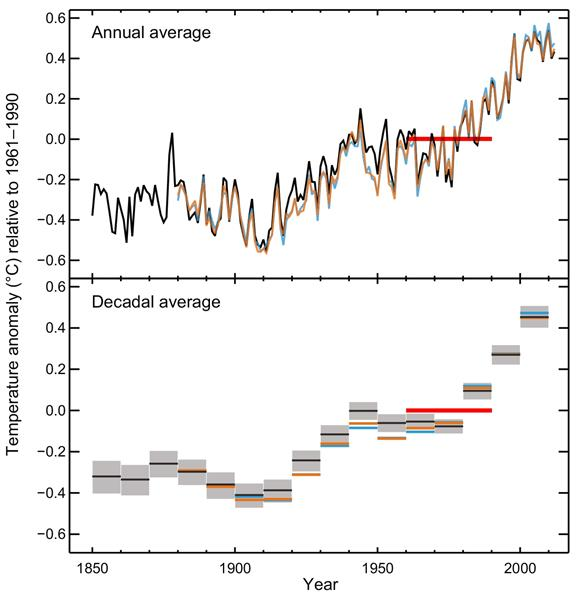 Annual average
0.6
0.4
0.2
0.0
−0.2
−0.4
−0.6
Temperature anomaly (°C) relative to 1961–1990
Decadal average
0.6
0.4
0.2
0.0
−0.2
−0.4
−0.6
1850 1900 1950 2000
Year